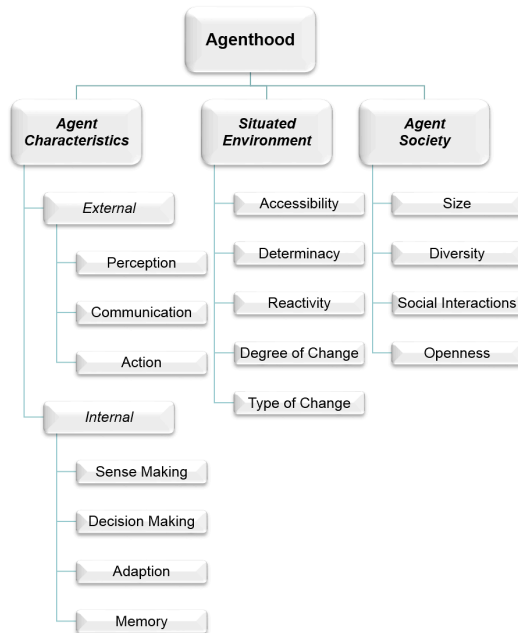 Agenthood
Agent
Characteristics
Situated
Environment
Agent
Society
External
Perception
Communication
Action
Internal
Sense Making
Decision Making
Adaption
Memory
Accessibility
Determinacy
Reactivity
Degree of Change
Type of Change
Size
Diversity
Social Interactions
Openness